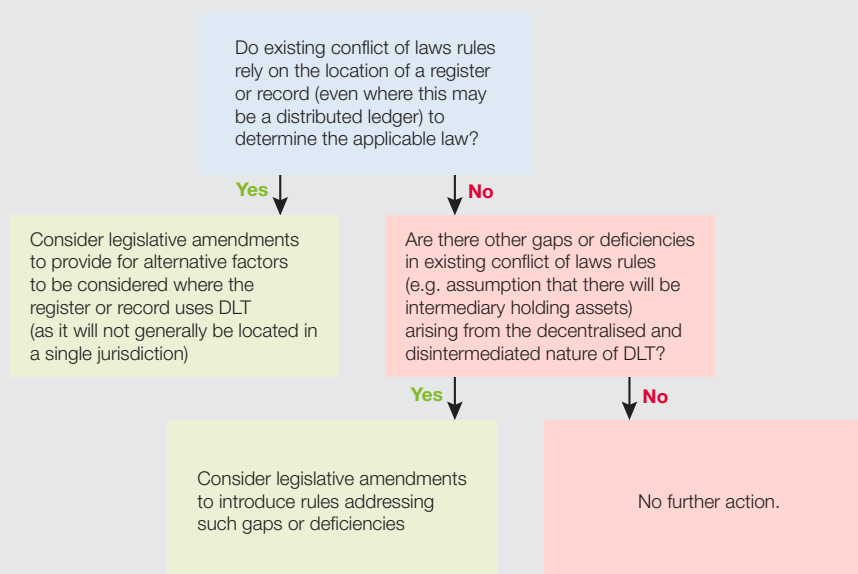 Do existing conflict of laws rules
rely on the location of a register
or record (even where this may
be a distributed ledger) to
determine the applicable law?
Yes
No
Consider legislative amendments
to provide for alternative factors
to be considered where the
register or record uses DLT
(as it will not generally be located in
a single jurisdiction)
Are there other gaps or deficiencies
in existing conflict of laws rules
(e.g. assumption that there will be
intermediary holding assets)
arising from the decentralised and
disintermediated nature of DLT?
Yes
No
Consider legislative amendments
to introduce rules addressing
such gaps or deficiencies
No further action.